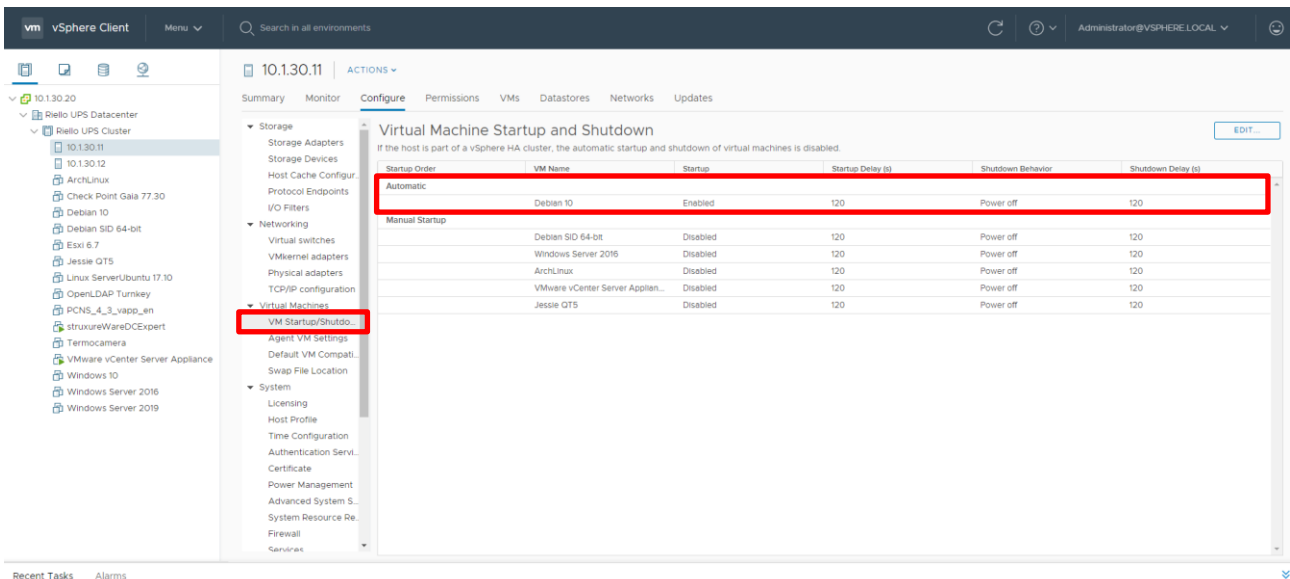 vm vSphere Client Menu Search in all environments Administrator@VSPHERE.LOCAL
10.1.30.20
Riello UPS Datacenter
Riello UPS Cluster
10.1.30.11
10.1.30.12
ArchLinux
Check Point Gaia 77.30
Debian 10
Debian SID 64-bit
Esxi 6.7
Jessie QT5
Linux ServerUbuntu 17.10
OpenLDAP Turnkey
PCNS_4_3_vapp_en
struxureWareDCExpert
Termocamera
VMware vCenter Server Appliance
Windows 10
Windows Server 2016
Windows Server 2019
10.1.30.11 ACTIONS
Summary Monitor Configure Permissions VMs Datastores Networks Updates
Storage
Storage Adapters
Storage Devices
Host Cache Configur..
Protocol Endpoints
I/O Filters
Networking
Virtual switches
VMkernel adapters
Physical adapters
TCP/IP configuration
Virtual Machines
VM Startup/Shutdo...
Agent VM Settings
Default VM Compati...
Swap File Location
System
Licensing
Host Profile
Time Configuration
Authentication Servi...
Certificate
Power Management
Advanced System S...
System Resource Re..
Firewall
Services
Virtual Machine Startup and Shutdown EDIT...
If the host is part of a vSphere HA cluster, the automatic startup and shutdown of virtual machines is disabled.
Startup Order VM Name Startup Startup Delay (s) Shutdown Behavior Shutdown Delay (s)
Automatic
Debian 10 Enabled 120 Power off 120
Manual Startup
Debian SID 64-bit Disabled 120 Power off 120
Windows Server 2016 Disabled 120 Power off 120
ArchLinux Disabled 120 Power off 120
VMware vCenter Server Applian... Disabled 120 Power off 120
Jessie QT5 Disabled 120 Power off 120
Recent Tasks Alarms